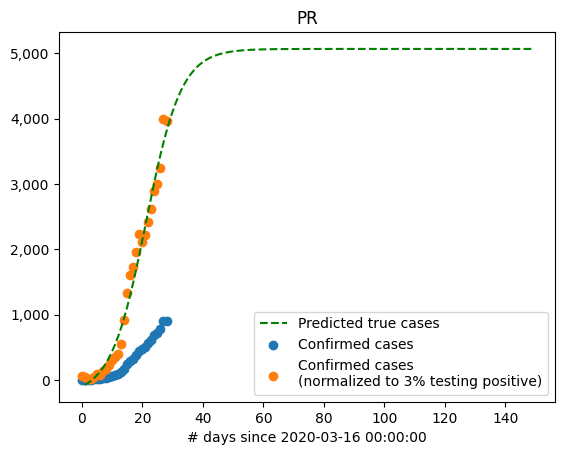 PR
5,000
4,000
3,000
2,000
1,000
0
Predicted true cases
Confirmed cases
Confirmed cases
(normalized to 3% testing positive)
0 20 40 60 80 100 120 140
# days since 2020-03-16 00:00:00